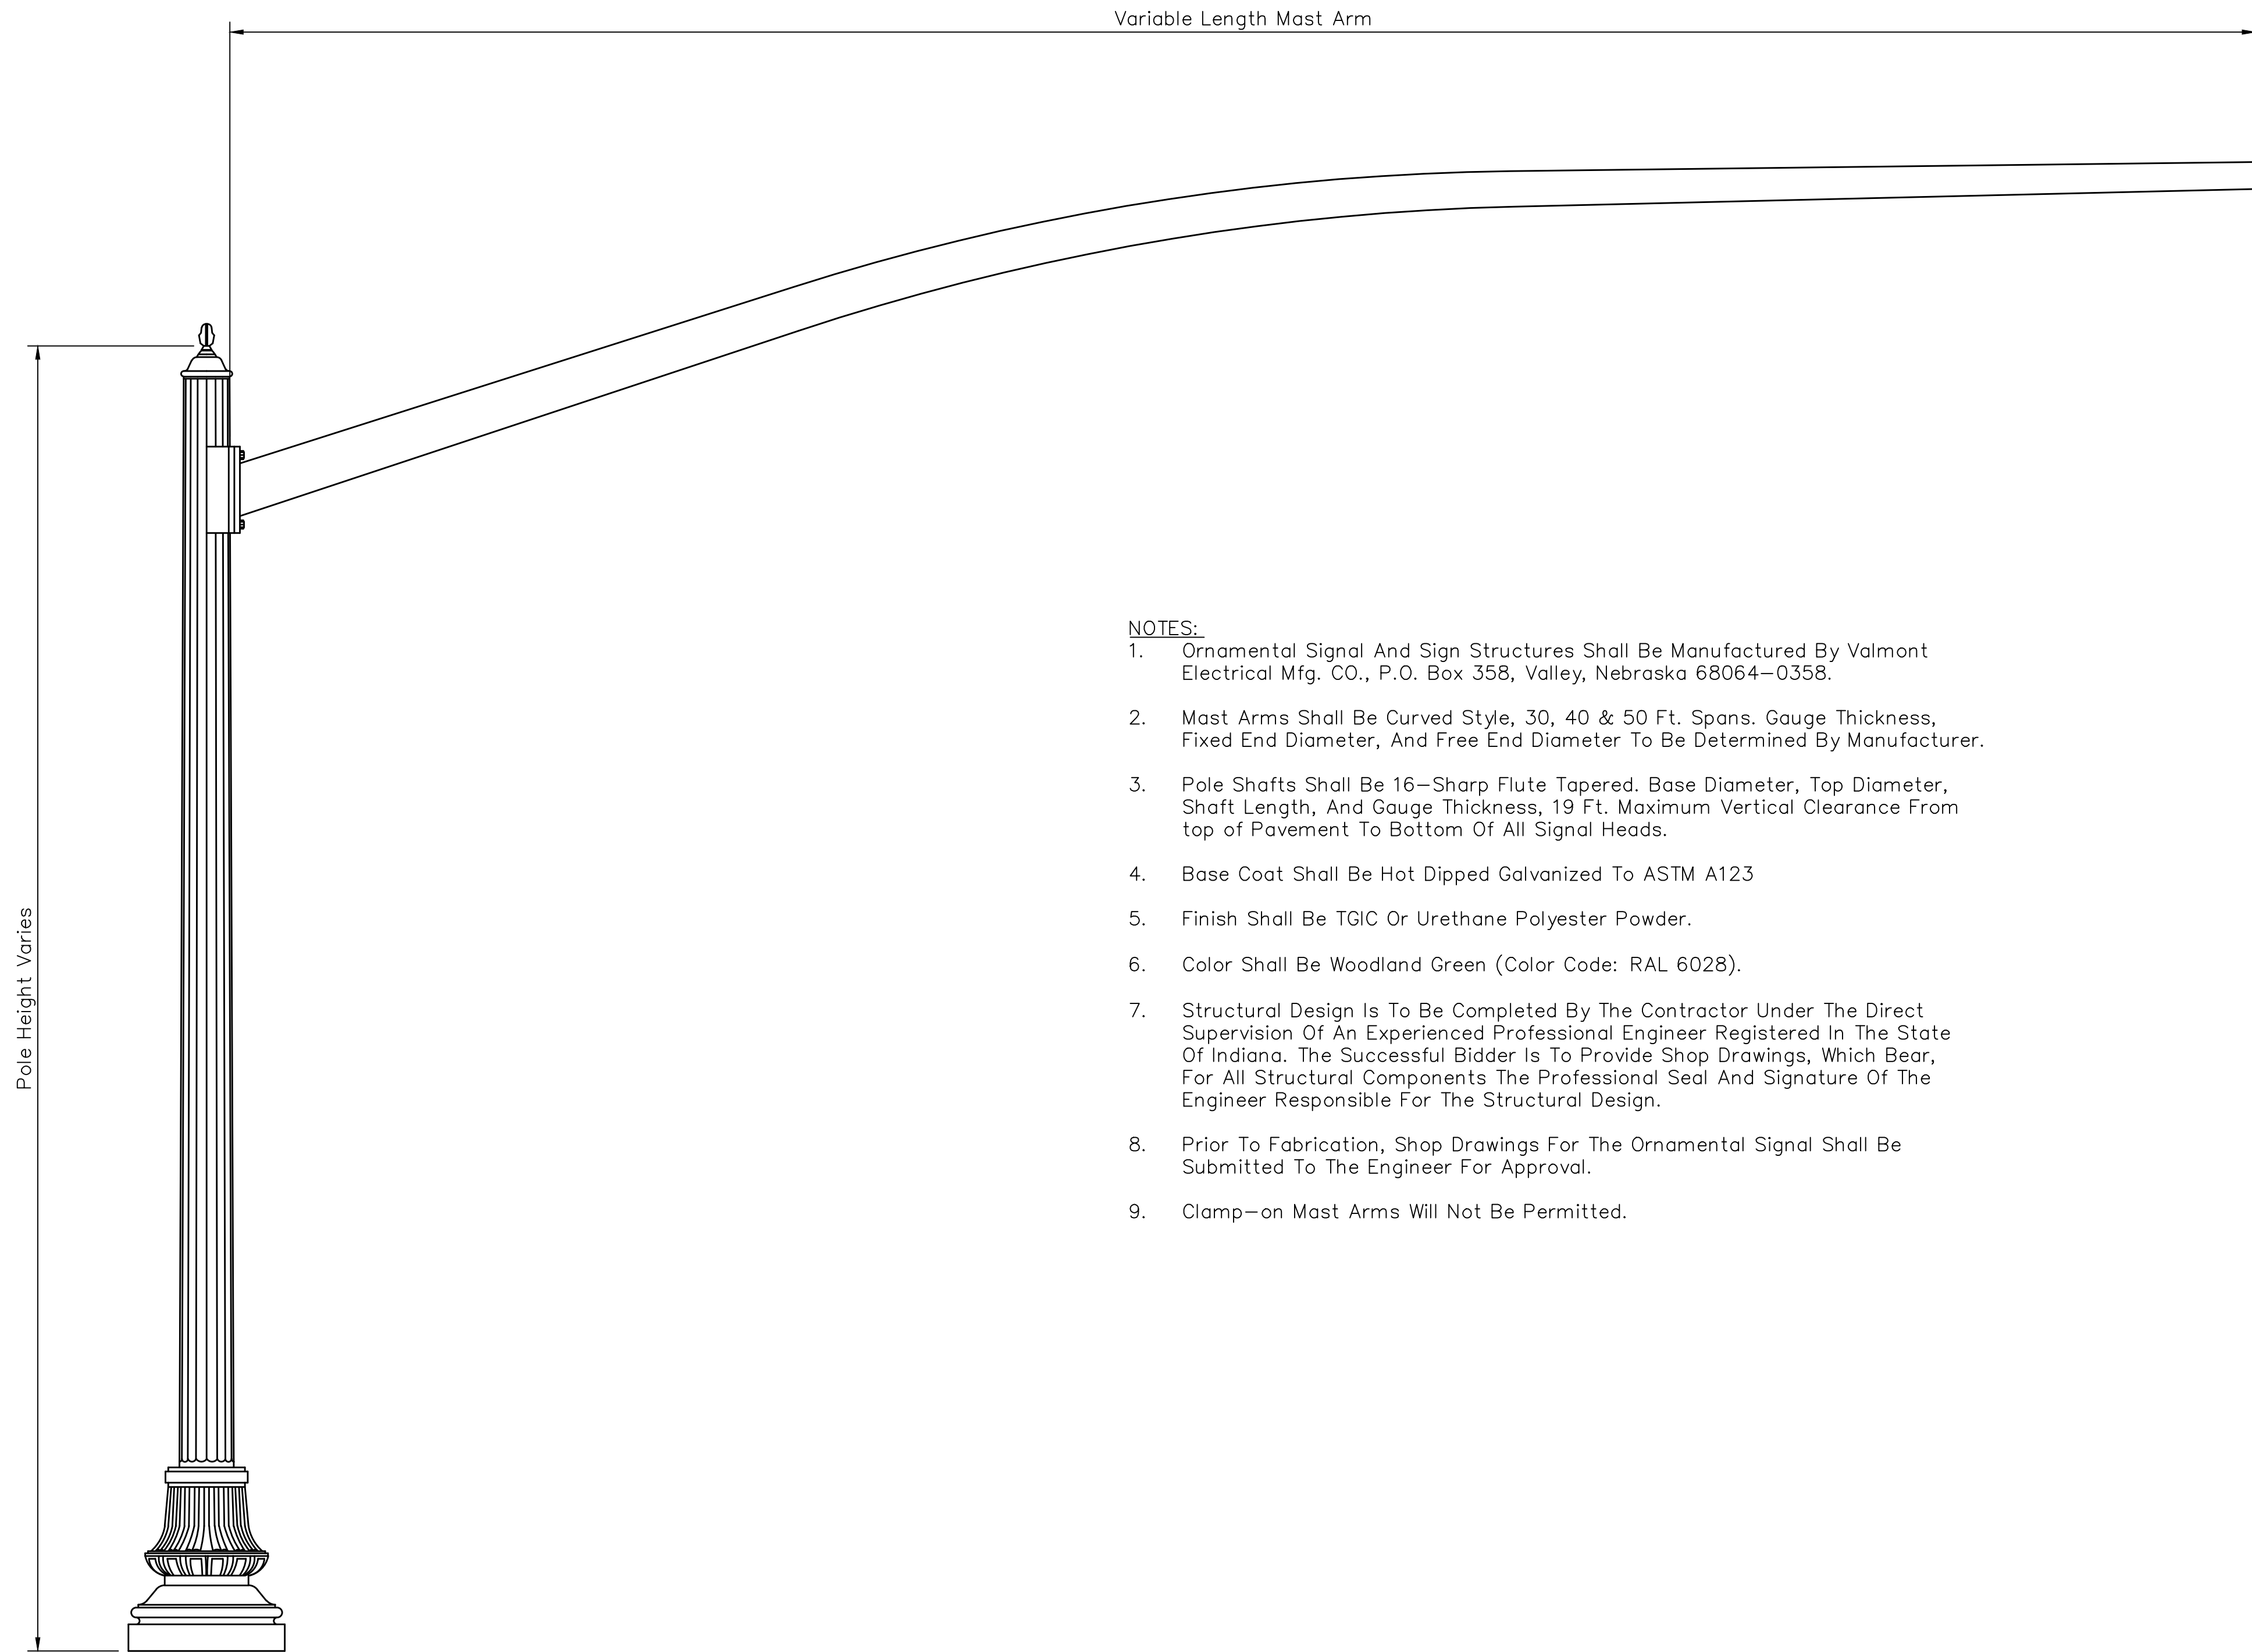 Variable Length Mast Arm
Pole Height Varies
NOTES:
1. Ornamental Signal And Sign Structures Shall Be Manufactured By Valmont
Electrical Mfg. CO., P.O. Box 358, Valley, Nebraska 68064-0358.
2. Mast Arms Shall Be Curved Style, 30, 40 & 50 Ft. Spans. Gauge Thickness,
Fixed End Diameter, And Free End Diameter To Be Determined By Manufacturer.
3. Pole Shafts Shall Be 16-Sharp Flute Tapered. Base Diameter, Top Diameter,
Shaft Length, And Gauge Thickness, 19 Ft. Maximum Vertical Clearance From
top of Pavement To Bottom Of All Signal Heads.
4. Base Coat Shall Be Hot Dipped Galvanized To ASTM A123
5. Finish Shall Be TGIC Or Urethane Polyester Powder.
6. Color Shall Be Woodland Green (Color Code: RAL 6028).
7. Structural Design Is To Be Completed By The Contractor Under The Direct
Supervision Of An Experienced Professional Engineer Registered In The State
Of Indiana. The Successful Bidder Is To Provide Shop Drawings, Which Bear,
For All Structural Components The Professional Seal And Signature Of The
Engineer Responsible For The Structural Design.
8. Prior To Fabrication, Shop Drawings For The Ornamental Signal Shall Be
Submitted To The Engineer For Approval.
9. Clamp-on Mast Arms Will Not Be Permitted.